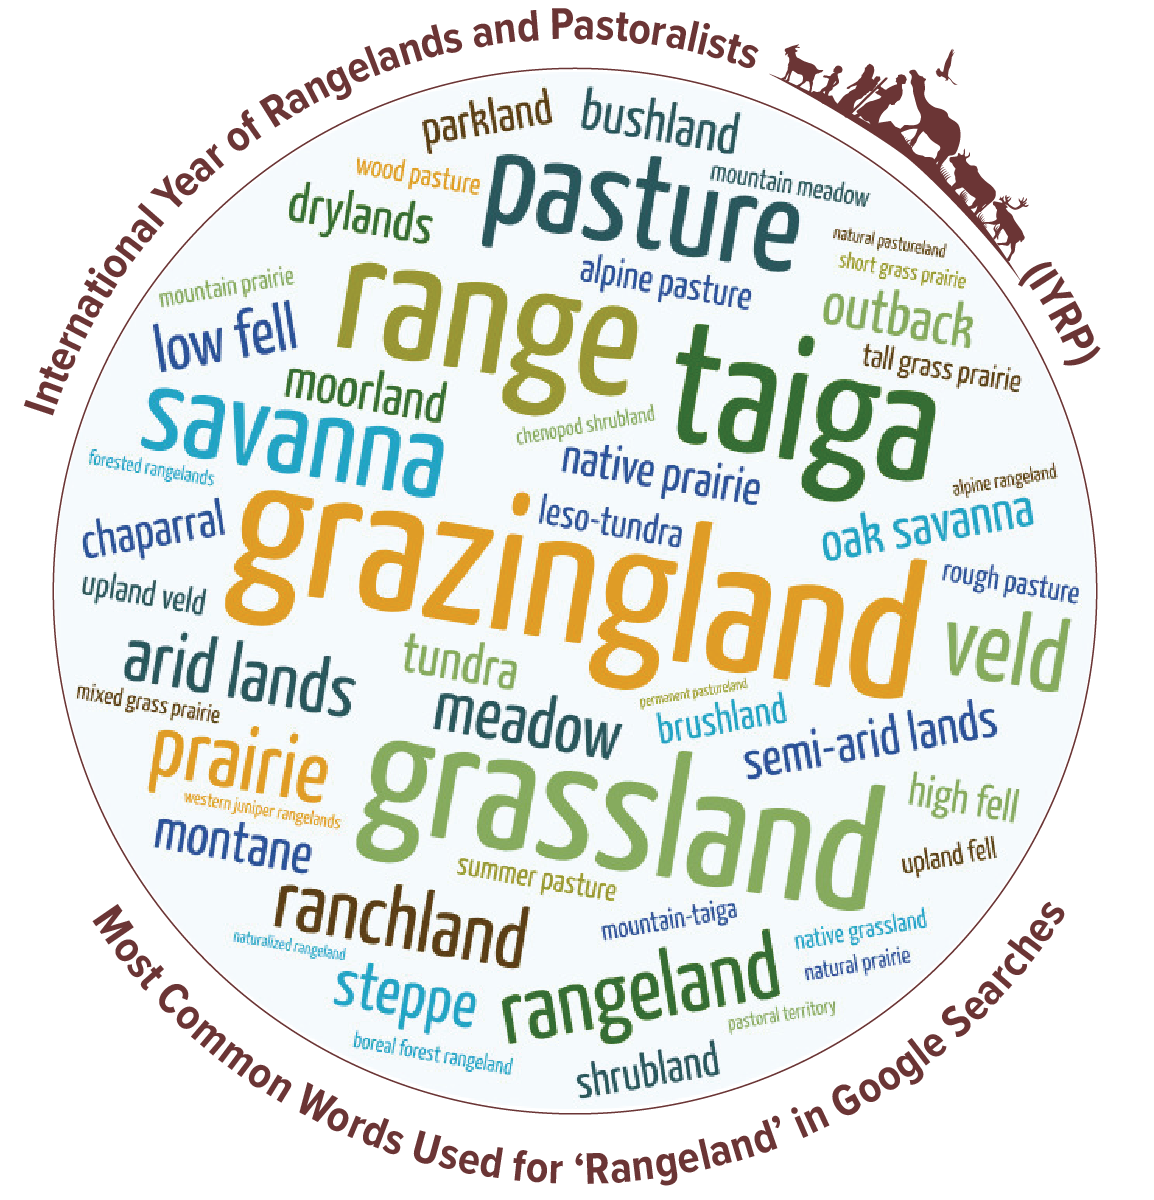 International Year of Rangelands and Pastoralists (IYRP)
parkland
bushland
wood pasture
pasture
mountain meadow
drylands
natural pastureland
short grass prairie
alpine pasture
mountain prairie
range
outback
low fell
taiga
tall grass prairie
moorland
savanna
chenopod shrubland
native prairie
forested rangelands
alpine rangeland
chaparral
grazingland
leso-tundra
oak savanna
upland veld
rough pasture
veld
arid lands
tundra
mixed grass prairie
meadow
permanent pastureland
brushland
semi-arid lands
prairie
grassland
high fell
western juniper rangelands
montane
upland fell
summer pasture
ranchland
mountain-taiga
native grassland
naturalized rangeland
natural prairie
steppe
rangeland
pastoral territory
boreal forest rangeland
shrubland
Most Common Words Used for ‘Rangeland’ in Google Searches